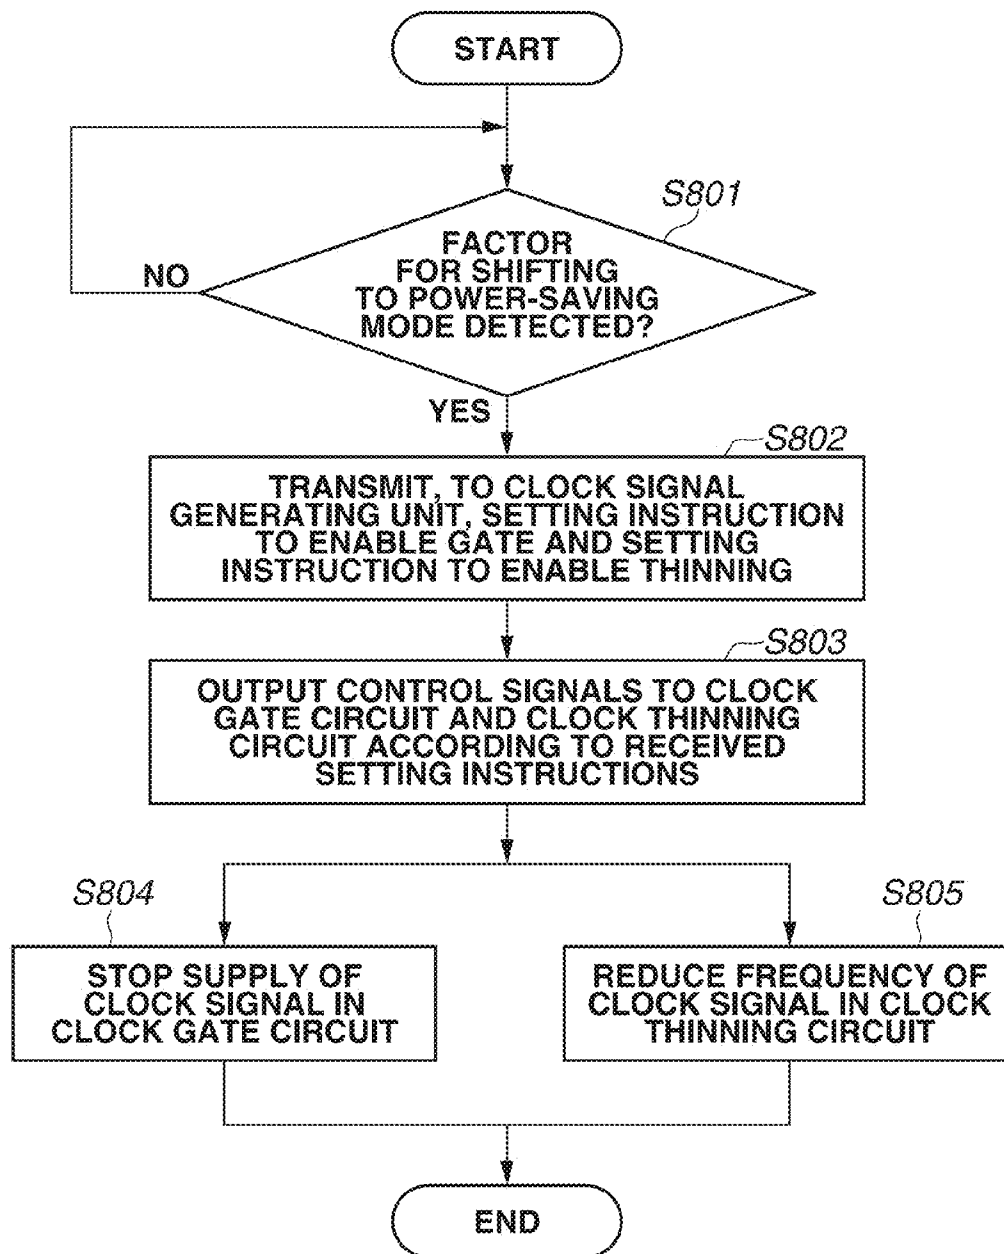 START
S801
FACTOR
FOR SHIFTING
TO POWER-SAVING
MODE DETECTED?
NO
YES
S802
TRANSMIT, TO CLOCK SIGNAL
GENERATING UNIT, SETTING INSTRUCTION
TO ENABLE GATE AND SETTING
INSTRUCTION TO ENABLE THINNING
S803
OUTPUT CONTROL SIGNALS TO CLOCK
GATE CIRCUIT AND CLOCK THINNING
CIRCUIT ACCORDING TO RECEIVED
SETTING INSTRUCTIONS
S804
STOP SUPPLY OF
CLOCK SIGNAL IN
CLOCK GATE CIRCUIT
S805
REDUCE FREQUENCY OF
CLOCK SIGNAL IN CLOCK
THINNING CIRCUIT
END